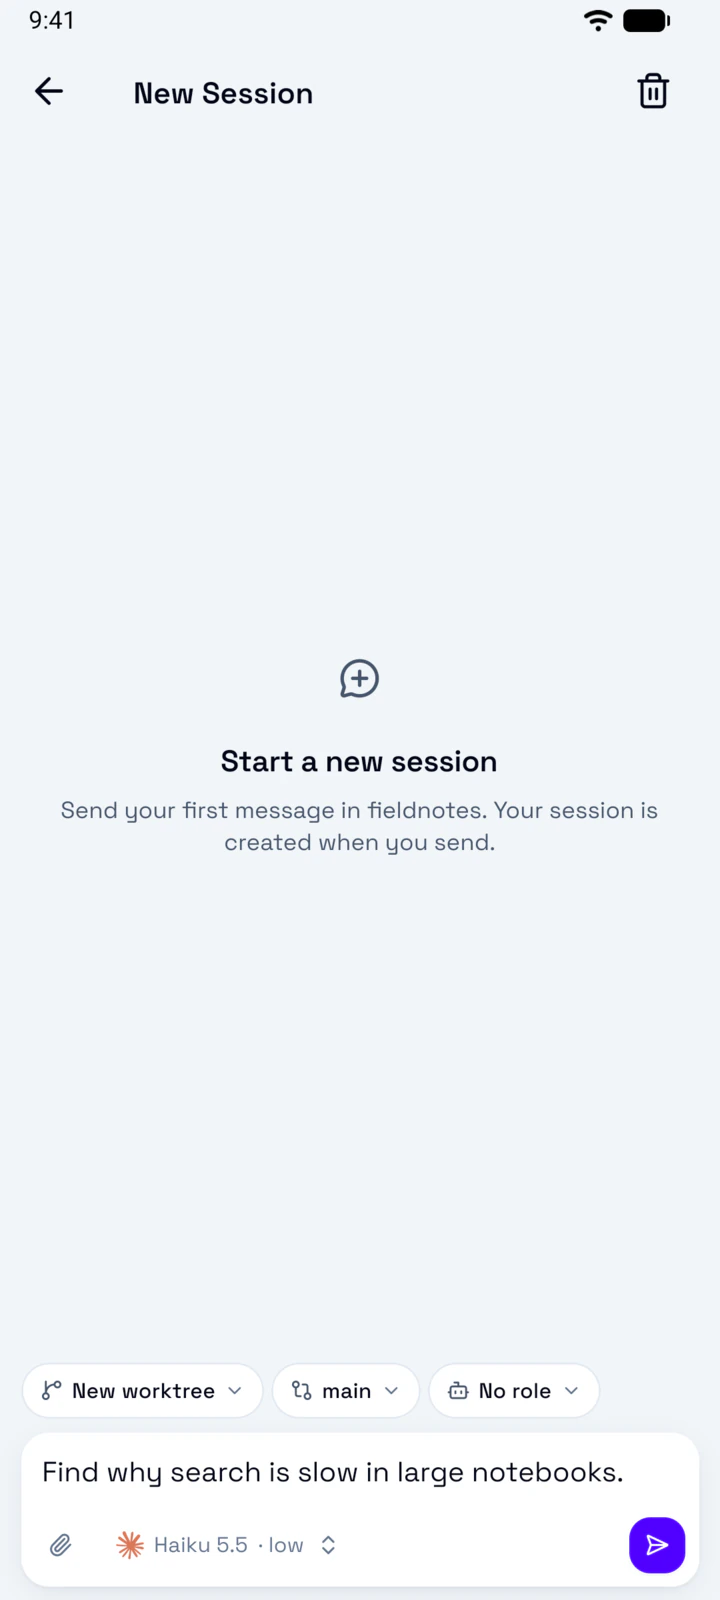 9:41
New Session
Start a new session
Send your first message in fieldnotes. Your session is
created when you send.
New worktree
main
No role
Find why search is slow in large notebooks.
Haiku 5.5 · low